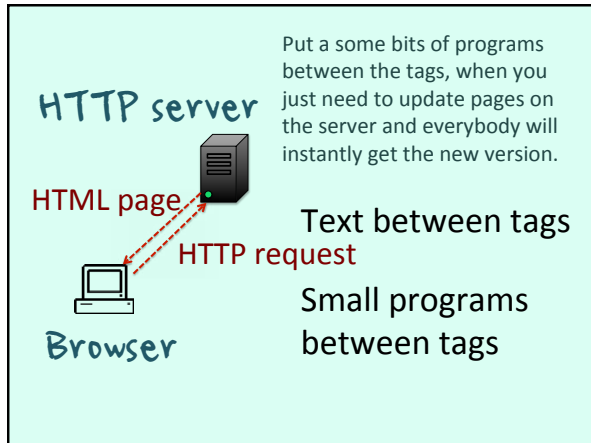 Put a some bits of programs
between the tags, when you
just need to update pages on
the server and everybody will
instantly get the new version.
HTTP server
HTML page
HTTP request
Browser
Text between tags
Small programs
between tags